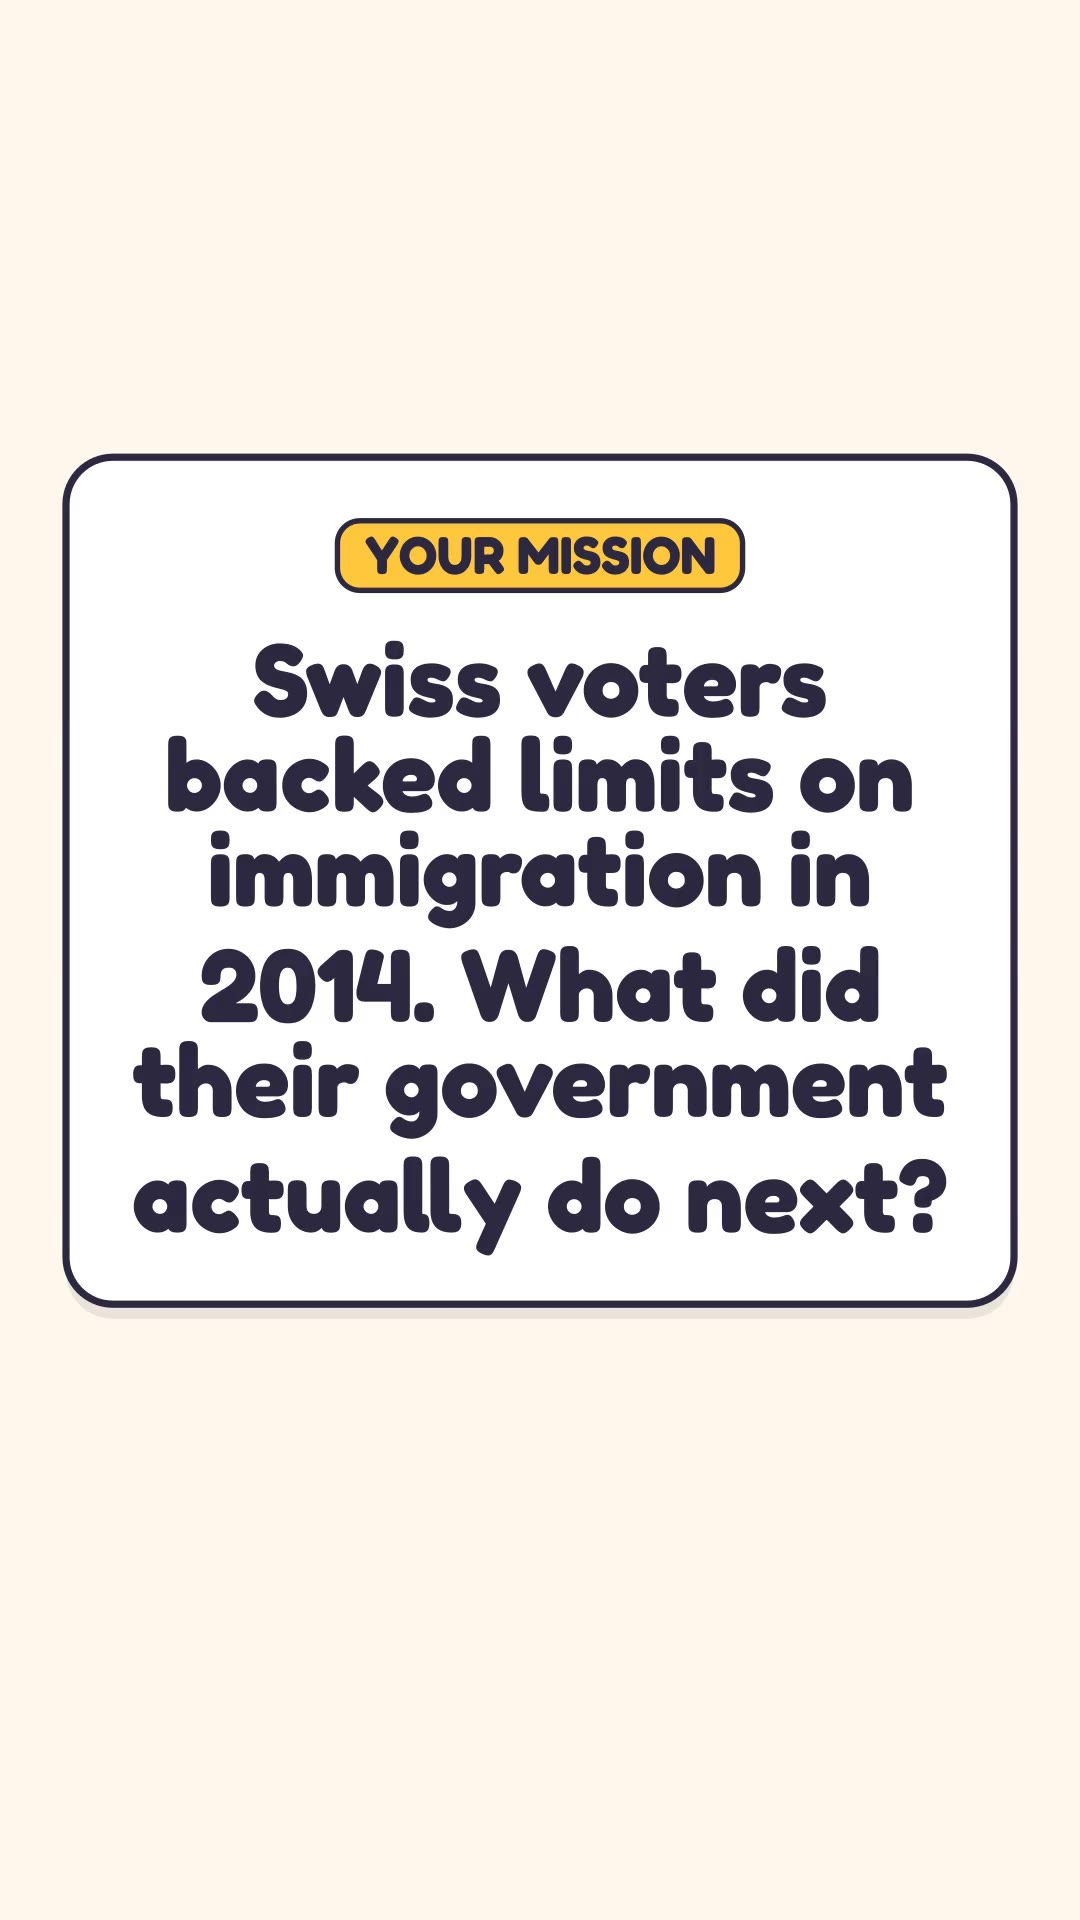 YOUR MISSION
Swiss voters
backed limits on
immigration in
2014. What did
their government
actually do next?